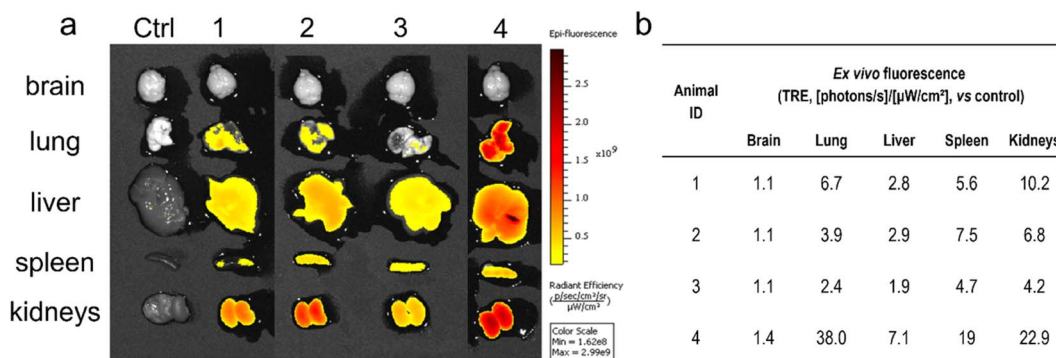 a
Ctrl 1 2 3 4
brain
lung
liver
spleen
kidneys
Epi-fluorescence
2.5
2.0
1.5
x10⁹
1.0
0.5
Radiant Efficiency
(p/sec/cm²/sr / µW/cm²)
Color Scale
Min = 1.62e8
Max = 2.99e9
b
Animal ID
Ex vivo fluorescence
(TRE, [photons/s]/[µW/cm²], vs control)
Brain Lung Liver Spleen Kidneys
1 1.1 6.7 2.8 5.6 10.2
2 1.1 3.9 2.9 7.5 6.8
3 1.1 2.4 1.9 4.7 4.2
4 1.4 38.0 7.1 19 22.9